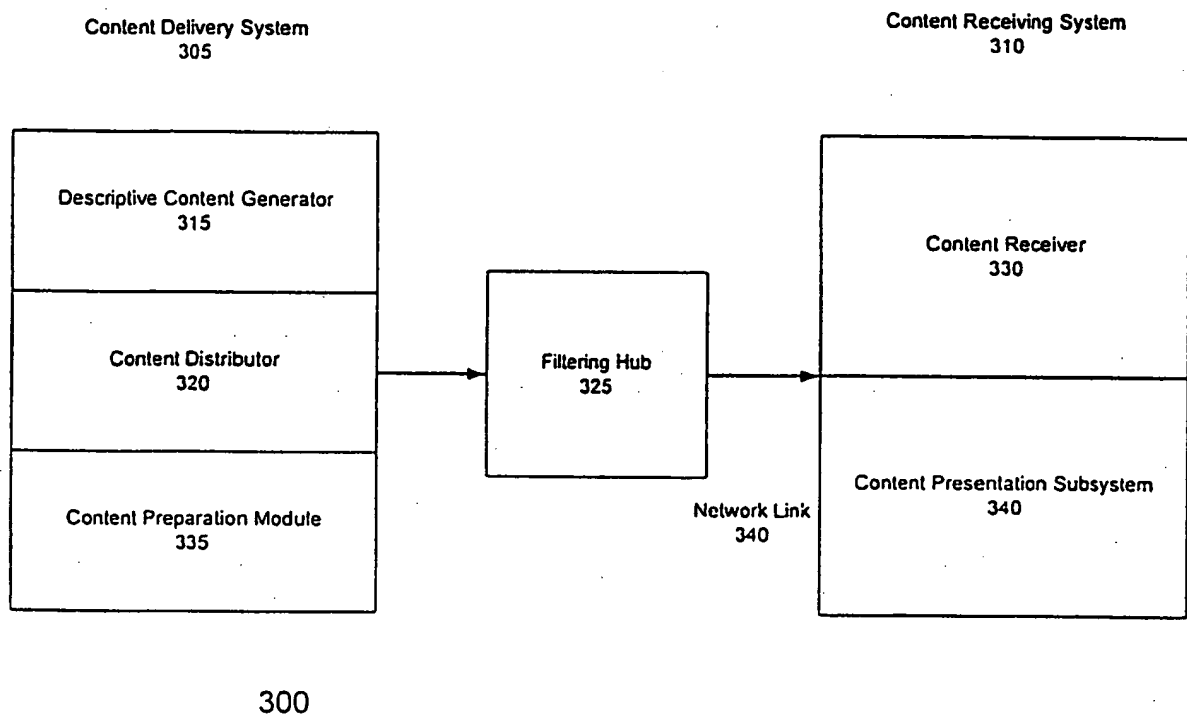 Content Delivery System
305
Content Receiving System
310
Descriptive Content Generator
315
Content Distributor
320
Content Preparation Module
335
Filtering Hub
325
Network Link
340
Content Receiver
330
Content Presentation Subsystem
340
300